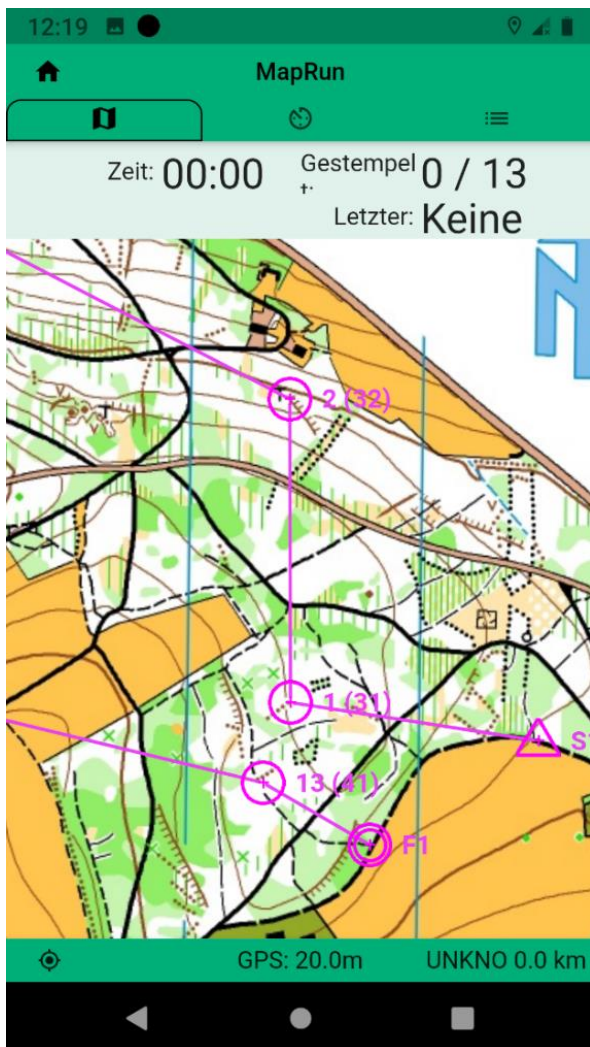 12:19
MapRun
Zeit: 00:00
Gestempel
t:
0 / 13
Letzter: Keine
N
2 (32)
1 (31)
S1
13 (41)
F1
GPS: 20.0m
UNKNO 0.0 km